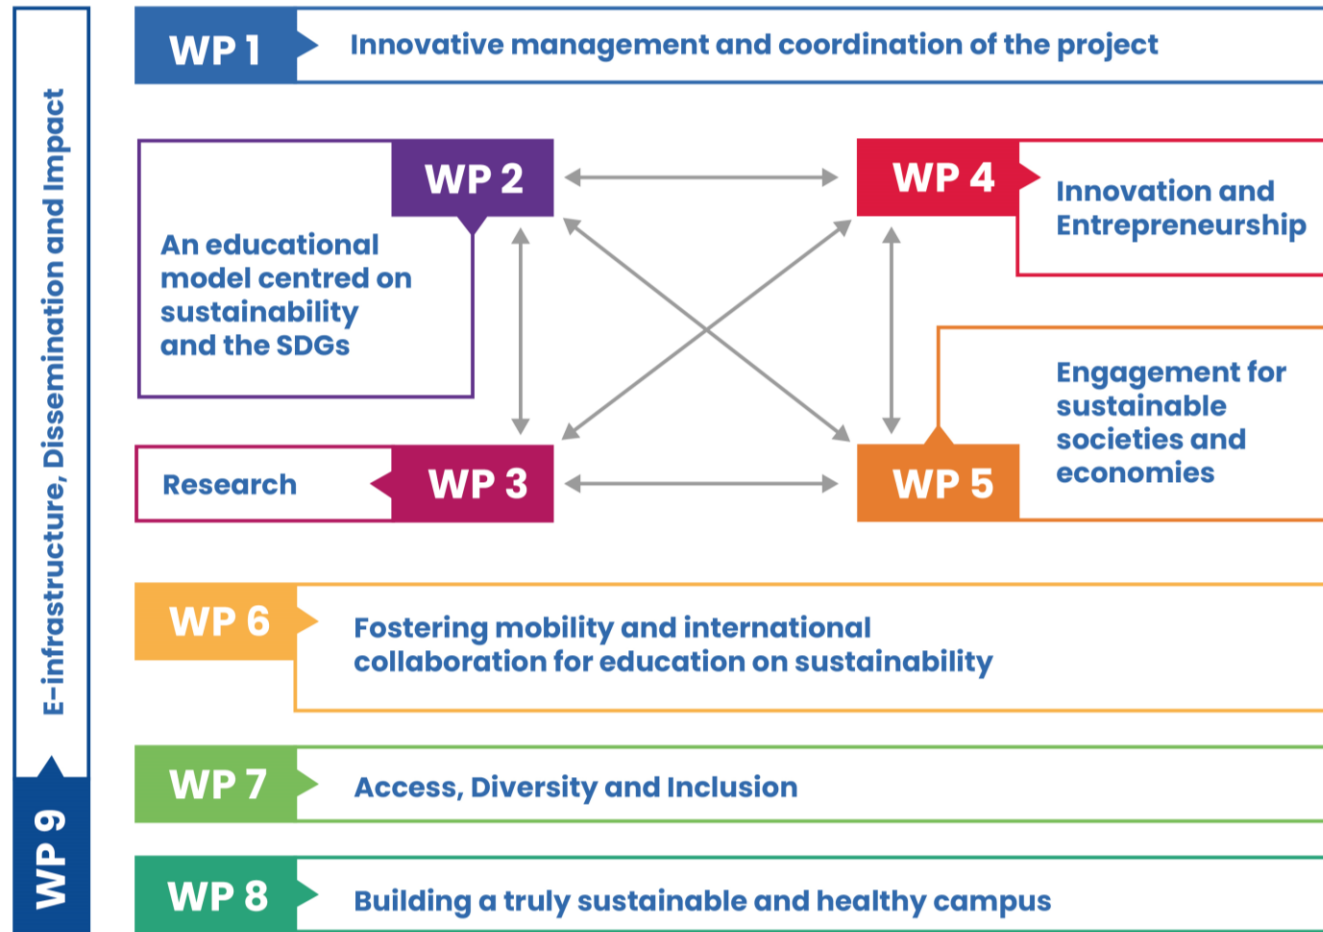 WP 1
Innovative management and coordination of the project
WP 2
An educational
model centred on
sustainability
and the SDGs
WP 4
Innovation and
Entrepreneurship
WP 3
Research
WP 5
Engagement for
sustainable
societies and
economies
WP 6
Fostering mobility and international
collaboration for education on sustainability
WP 7
Access, Diversity and Inclusion
WP 8
Building a truly sustainable and healthy campus
WP 9
E-infrastructure, Dissemination and Impact